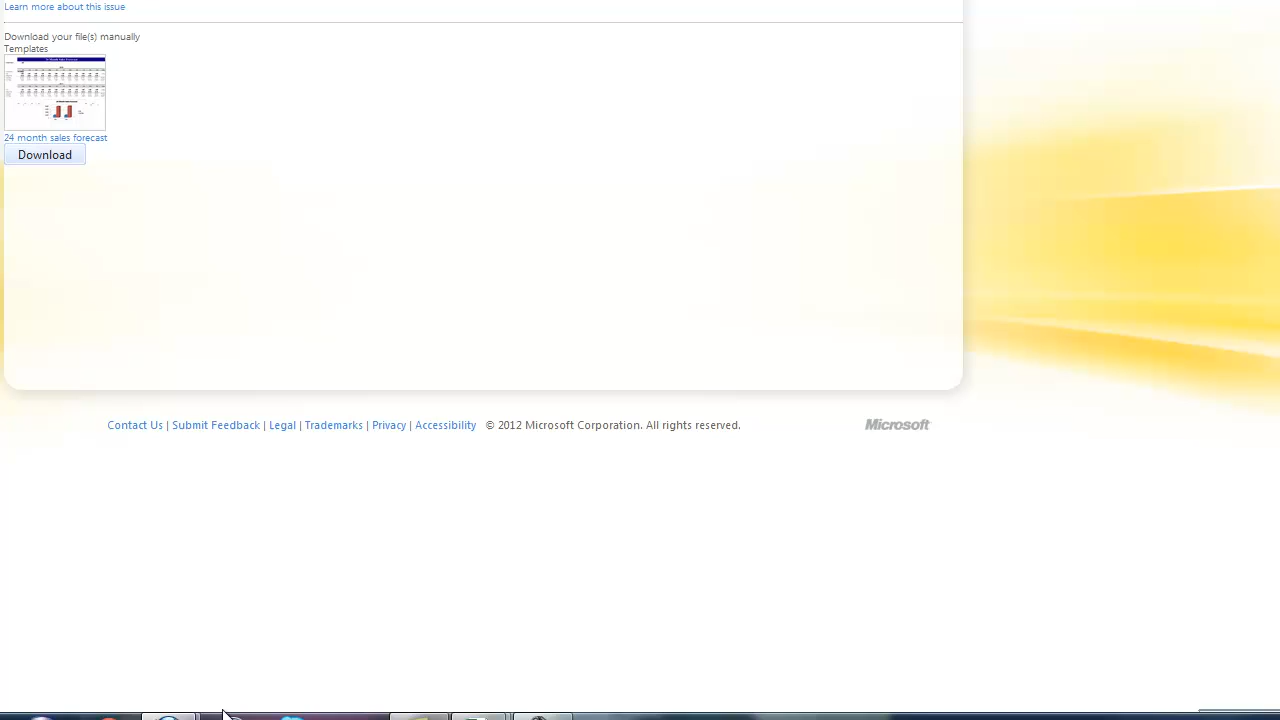 Learn more about this issue
Download your file(s) manually
Templates
24 month sales forecast
Download
Contact Us | Submit Feedback | Legal | Trademarks | Privacy | Accessibility © 2012 Microsoft Corporation. All rights reserved. Microsoft